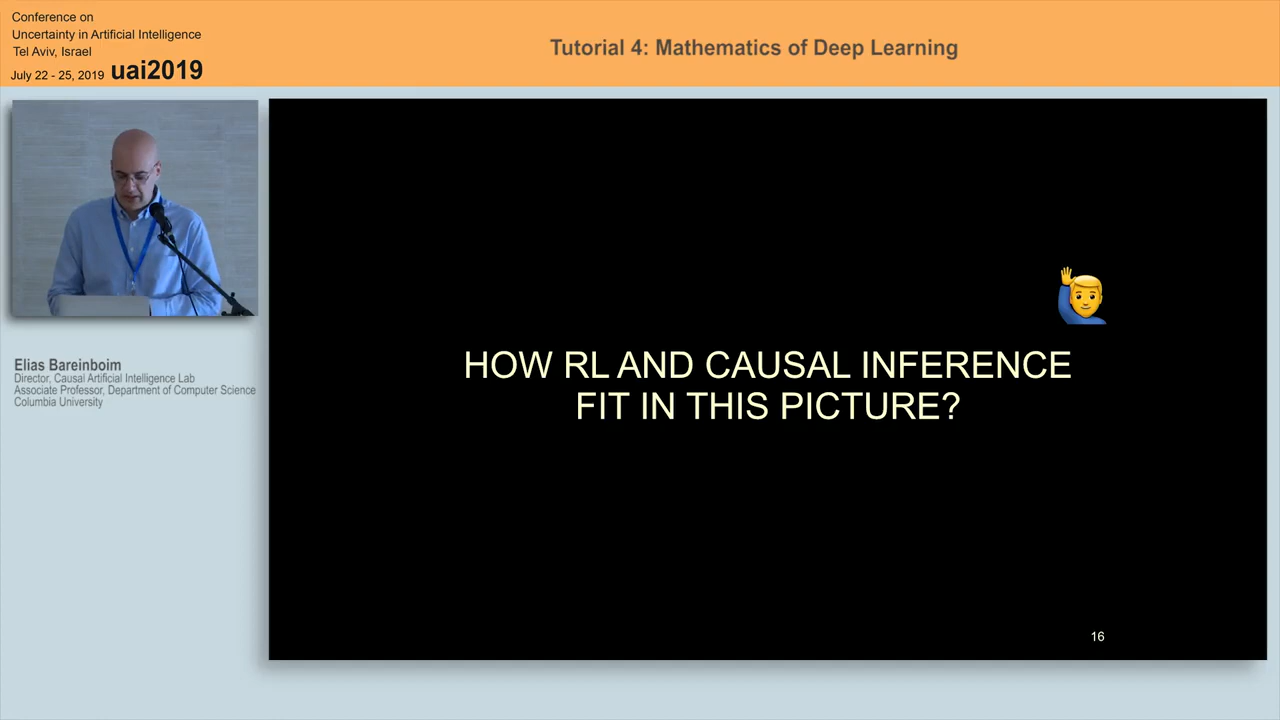 Conference on
Uncertainty in Artificial Intelligence
Tel Aviv, Israel
July 22 - 25, 2019 uai2019
Tutorial 4: Mathematics of Deep Learning
Elias Bareinboim
Director, Causal Artificial Intelligence Lab
Associate Professor, Department of Computer Science
Columbia University
HOW RL AND CAUSAL INFERENCE
FIT IN THIS PICTURE?
16